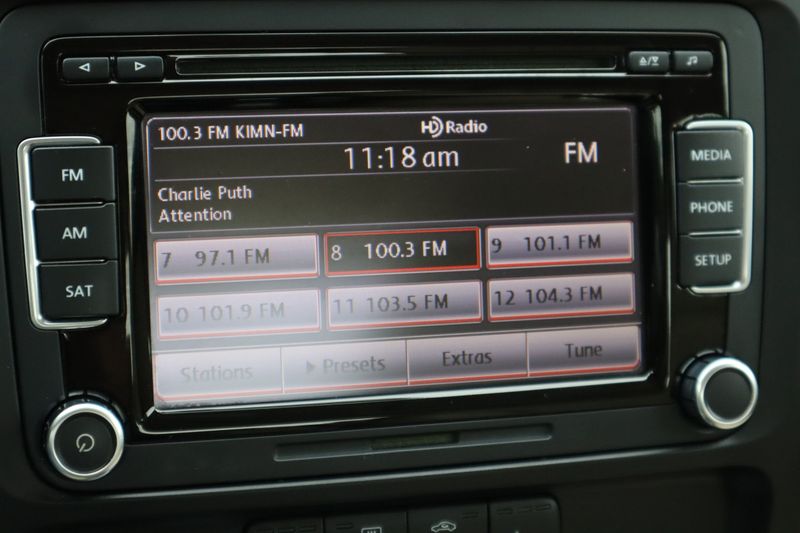 100.3 FM KIMN-FM HD Radio
11:18 am FM
Charlie Puth
Attention
7 97.1 FM 8 100.3 FM 9 101.1 FM
10 101.9 FM 11 103.5 FM 12 104.3 FM
Stations Presets Extras Tune
FM
AM
SAT
MEDIA
PHONE
SETUP